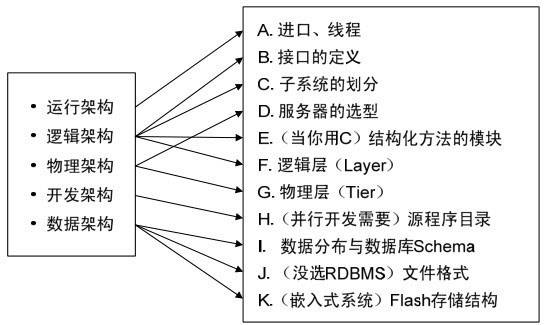 • 运行架构
• 逻辑架构
• 物理架构
• 开发架构
• 数据架构
A. 进口、线程
B. 接口的定义
C. 子系统的划分
D. 服务器的选型
E.（当你用C）结构化方法的模块
F. 逻辑层（Layer）
G. 物理层（Tier）
H.（并行开发需要）源程序目录
I. 数据分布与数据库Schema
J.（没选RDBMS）文件格式
K.（嵌入式系统）Flash存储结构